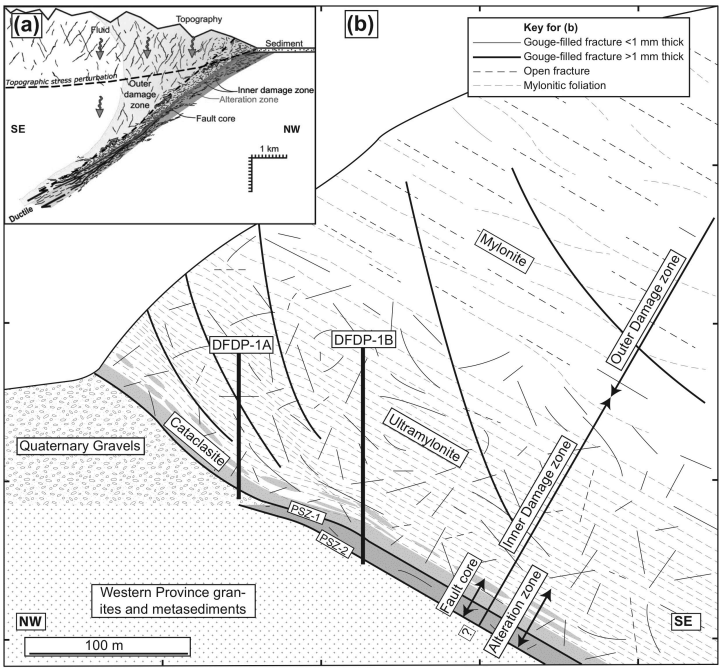 (a)
Topography
Fluid
Sediment
Topographic stress perturbation
Outer
damage
zone
Inner damage zone
Alteration zone
Fault core
SE
NW
1 km
Ductile
(b)
Key for (b)
Gouge-filled fracture <1 mm thick
Gouge-filled fracture >1 mm thick
Open fracture
Mylonitic foliation
Mylonite
Outer Damage zone
DFDP-1A
DFDP-1B
Cataclasite
Ultramylonite
Quaternary Gravels
Inner Damage zone
PSZ-1
PSZ-2
Fault core
Alteration zone
[?]
Western Province gran-
ites and metasediments
NW
SE
100 m